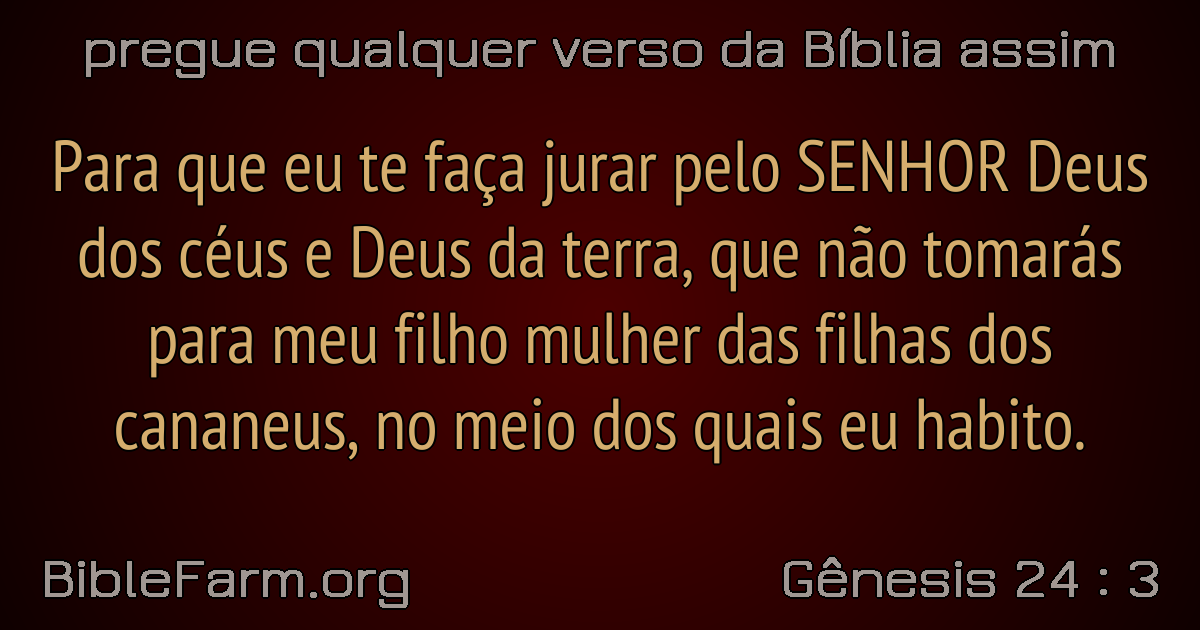 pregue qualquer verso da Bíblia assim
Para que eu te faça jurar pelo SENHOR Deus
dos céus e Deus da terra, que não tomarás
para meu filho mulher das filhas dos
cananeus, no meio dos quais eu habito.
BibleFarm.org
Gênesis 24 : 3